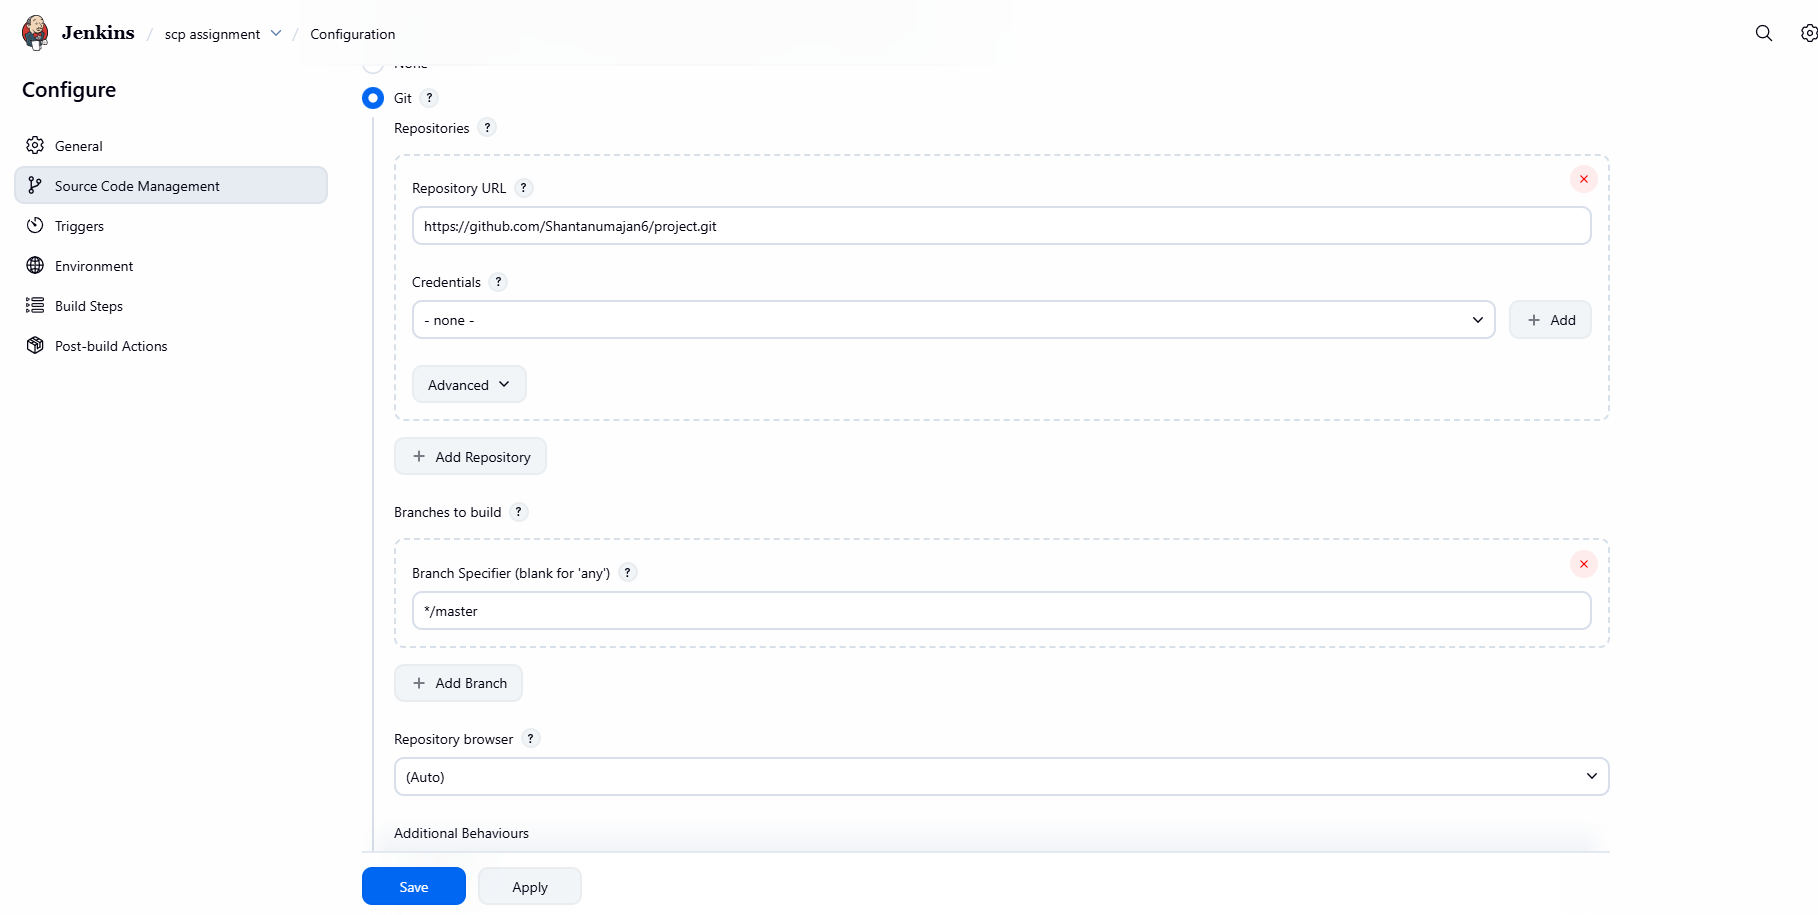 Jenkins / scp assignment / Configuration
Configure
General
Source Code Management
Triggers
Environment
Build Steps
Post-build Actions
None
Git ?
Repositories ?
Repository URL ?
https://github.com/Shantanumajan6/project.git
Credentials ?
- none -
+ Add
Advanced
+ Add Repository
Branches to build ?
Branch Specifier (blank for 'any') ?
*/master
+ Add Branch
Repository browser ?
(Auto)
Additional Behaviours
Save
Apply